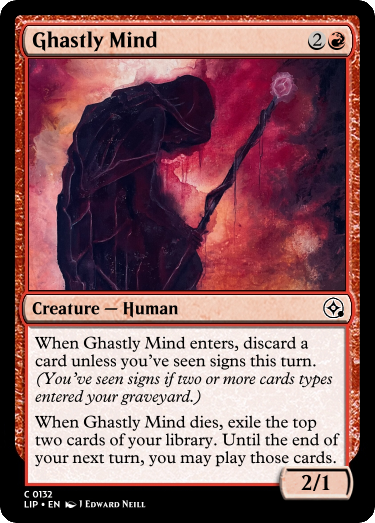 Ghastly Mind
2
Creature — Human
When Ghastly Mind enters, discard a
card unless you've seen signs this turn.
(You've seen signs if two or more cards types
entered your graveyard.)
When Ghastly Mind dies, exile the top
two cards of your library. Until the end of
your next turn, you may play those cards.
2/1
C 0132
LIP • EN J EDWARD NEILL